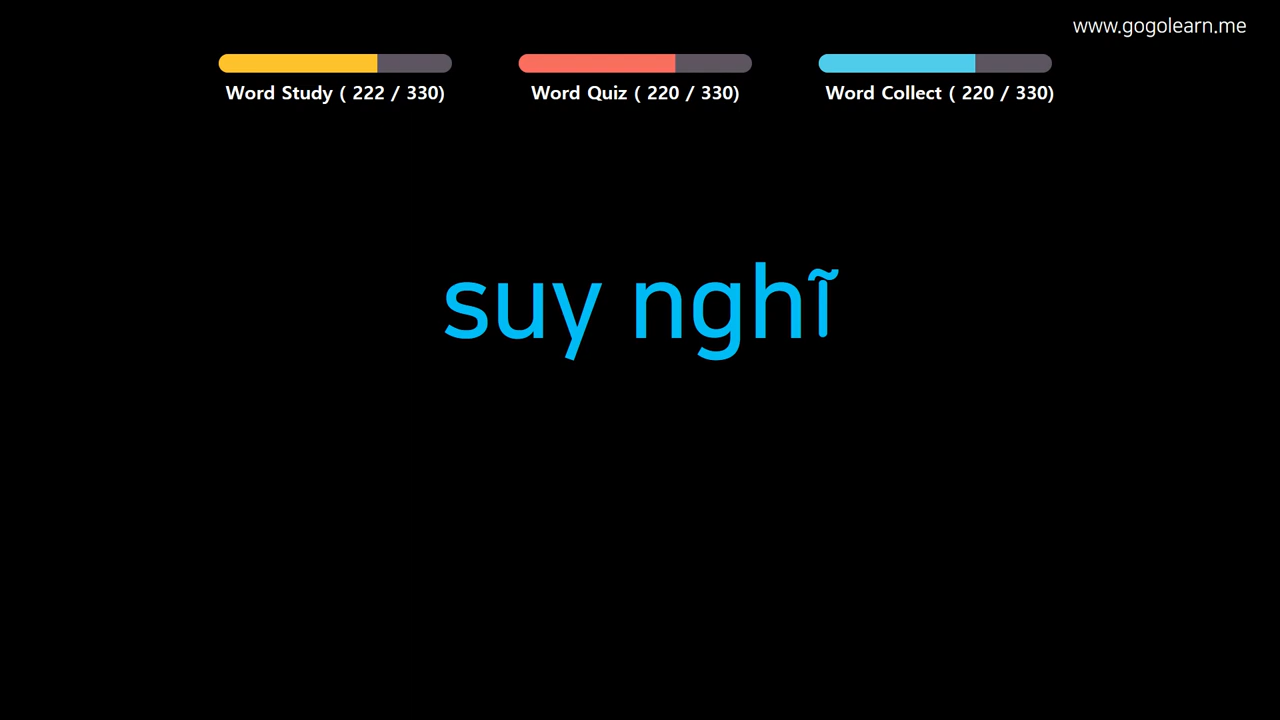 www.gogolearn.me
Word Study ( 222 / 330)
Word Quiz ( 220 / 330)
Word Collect ( 220 / 330)
suy nghĩ